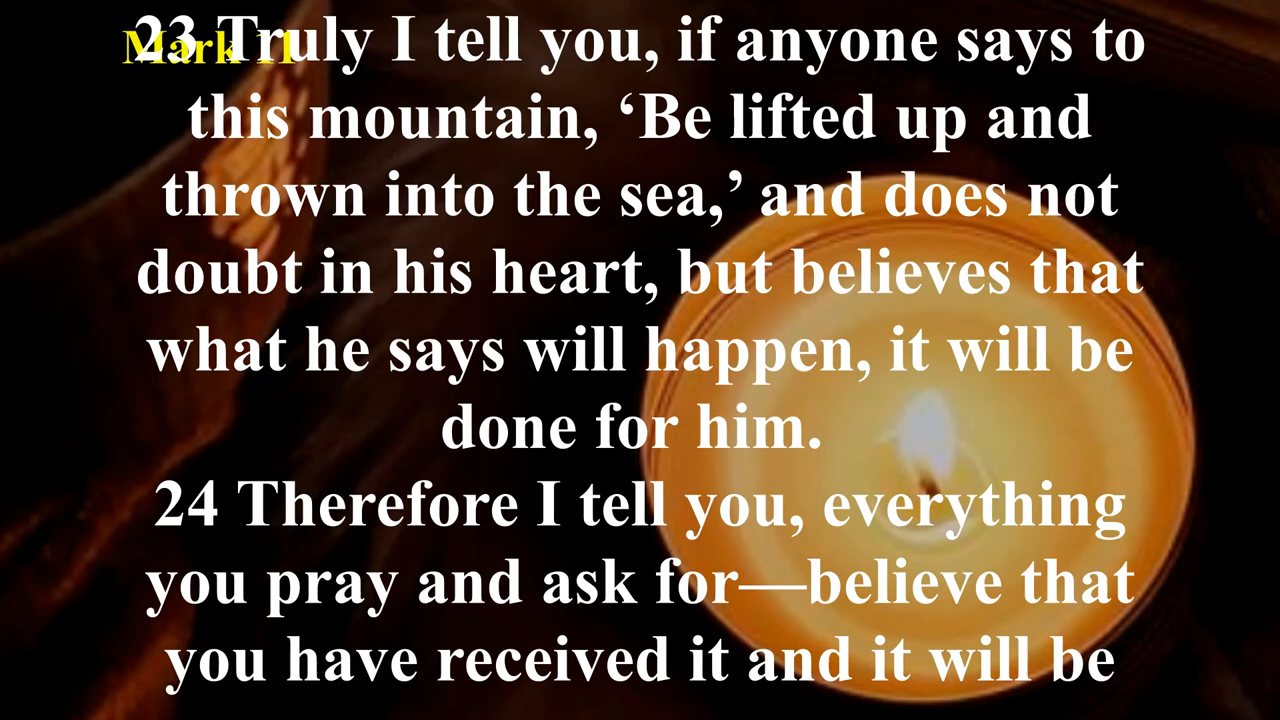 Mark 11
23 Truly I tell you, if anyone says to
this mountain, ‘Be lifted up and
thrown into the sea,’ and does not
doubt in his heart, but believes that
what he says will happen, it will be
done for him.
24 Therefore I tell you, everything
you pray and ask for—believe that
you have received it and it will be